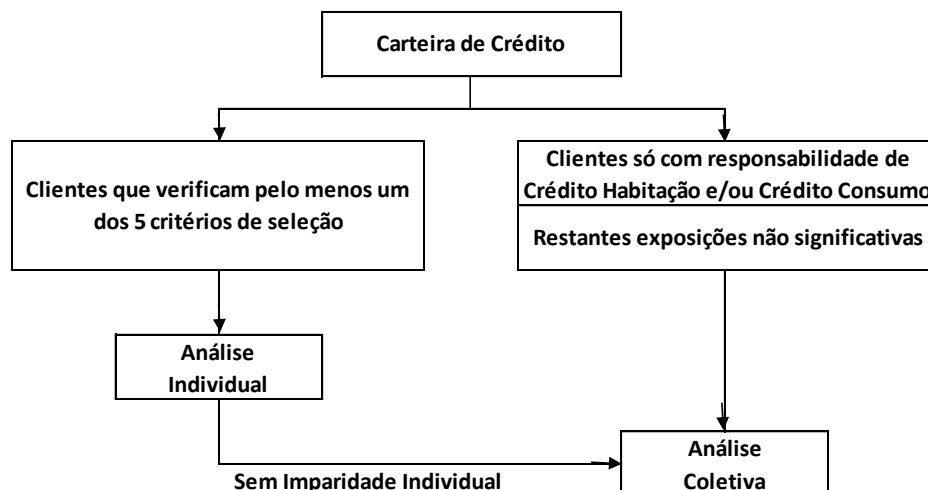 Carteira de Crédito
Clientes que verificam pelo menos um
dos 5 critérios de seleção
Clientes só com responsabilidade de
Crédito Habitação e/ou Crédito Consumo
Restantes exposições não significativas
Análise
Individual
Sem Imparidade Individual
Análise
Coletiva